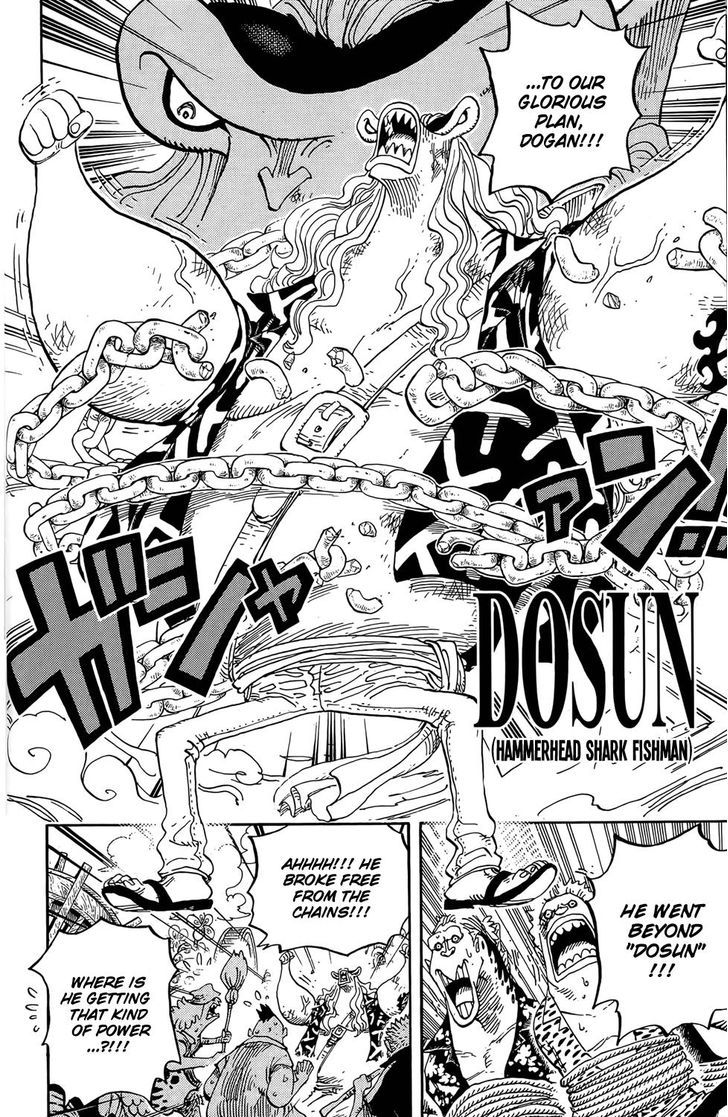 ...TO OUR
GLORIOUS
PLAN,
DOGAN!!!
ガシャァン!!
DOSUN
(HAMMERHEAD SHARK FISHMAN)
HE WENT
BEYOND
"DOSUN"
!!!
AHHHH!!! HE
BROKE FREE
FROM THE
CHAINS!!!
WHERE IS
HE GETTING
THAT KIND
OF POWER
...?!!!